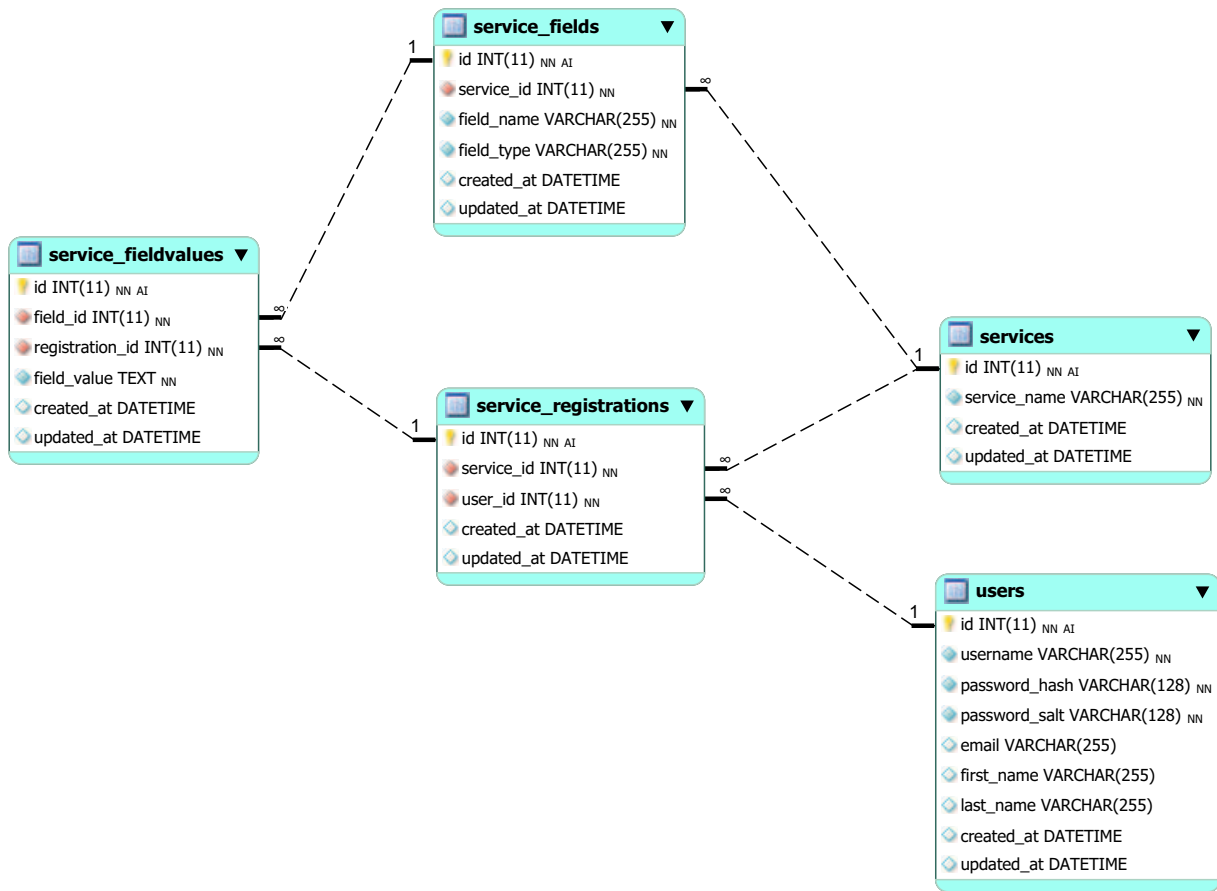 service_fields
1
id INT(11) NN AI
service_id INT(11) NN
∞
field_name VARCHAR(255) NN
field_type VARCHAR(255) NN
created_at DATETIME
updated_at DATETIME
service_fieldvalues
id INT(11) NN AI
field_id INT(11) NN
∞
registration_id INT(11) NN
∞
field_value TEXT NN
created_at DATETIME
updated_at DATETIME
services
1
id INT(11) NN AI
service_name VARCHAR(255) NN
created_at DATETIME
updated_at DATETIME
service_registrations
1
id INT(11) NN AI
service_id INT(11) NN
∞
user_id INT(11) NN
∞
created_at DATETIME
updated_at DATETIME
users
1
id INT(11) NN AI
username VARCHAR(255) NN
password_hash VARCHAR(128) NN
password_salt VARCHAR(128) NN
email VARCHAR(255)
first_name VARCHAR(255)
last_name VARCHAR(255)
created_at DATETIME
updated_at DATETIME